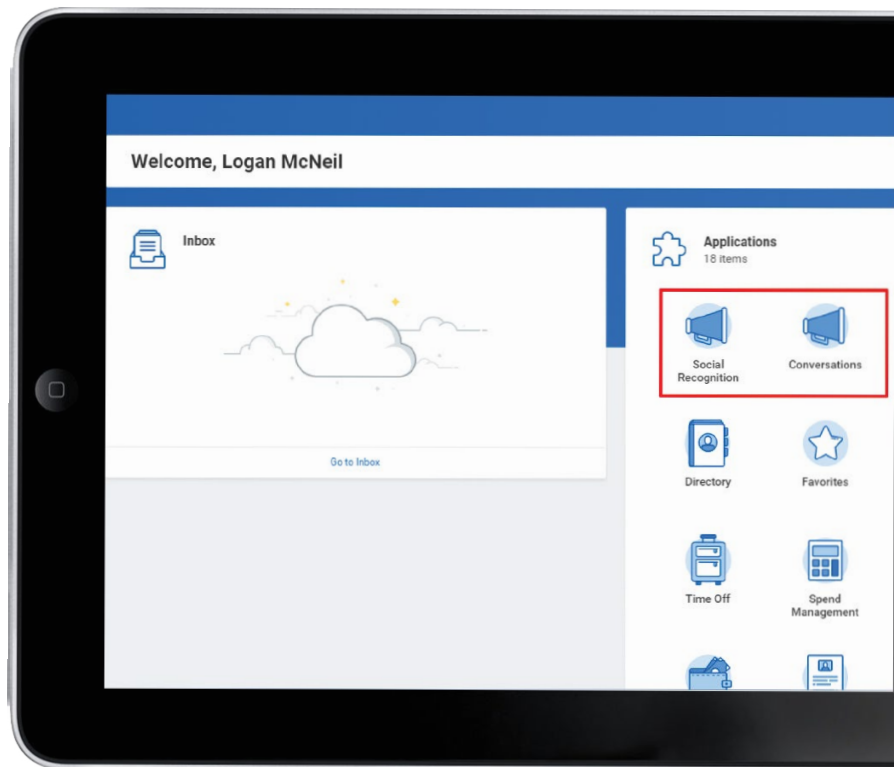 Welcome, Logan McNeil
Inbox
Go to Inbox
Applications
18 items
Social
Recognition
Conversations
Directory
Favorites
Time Off
Spend
Management